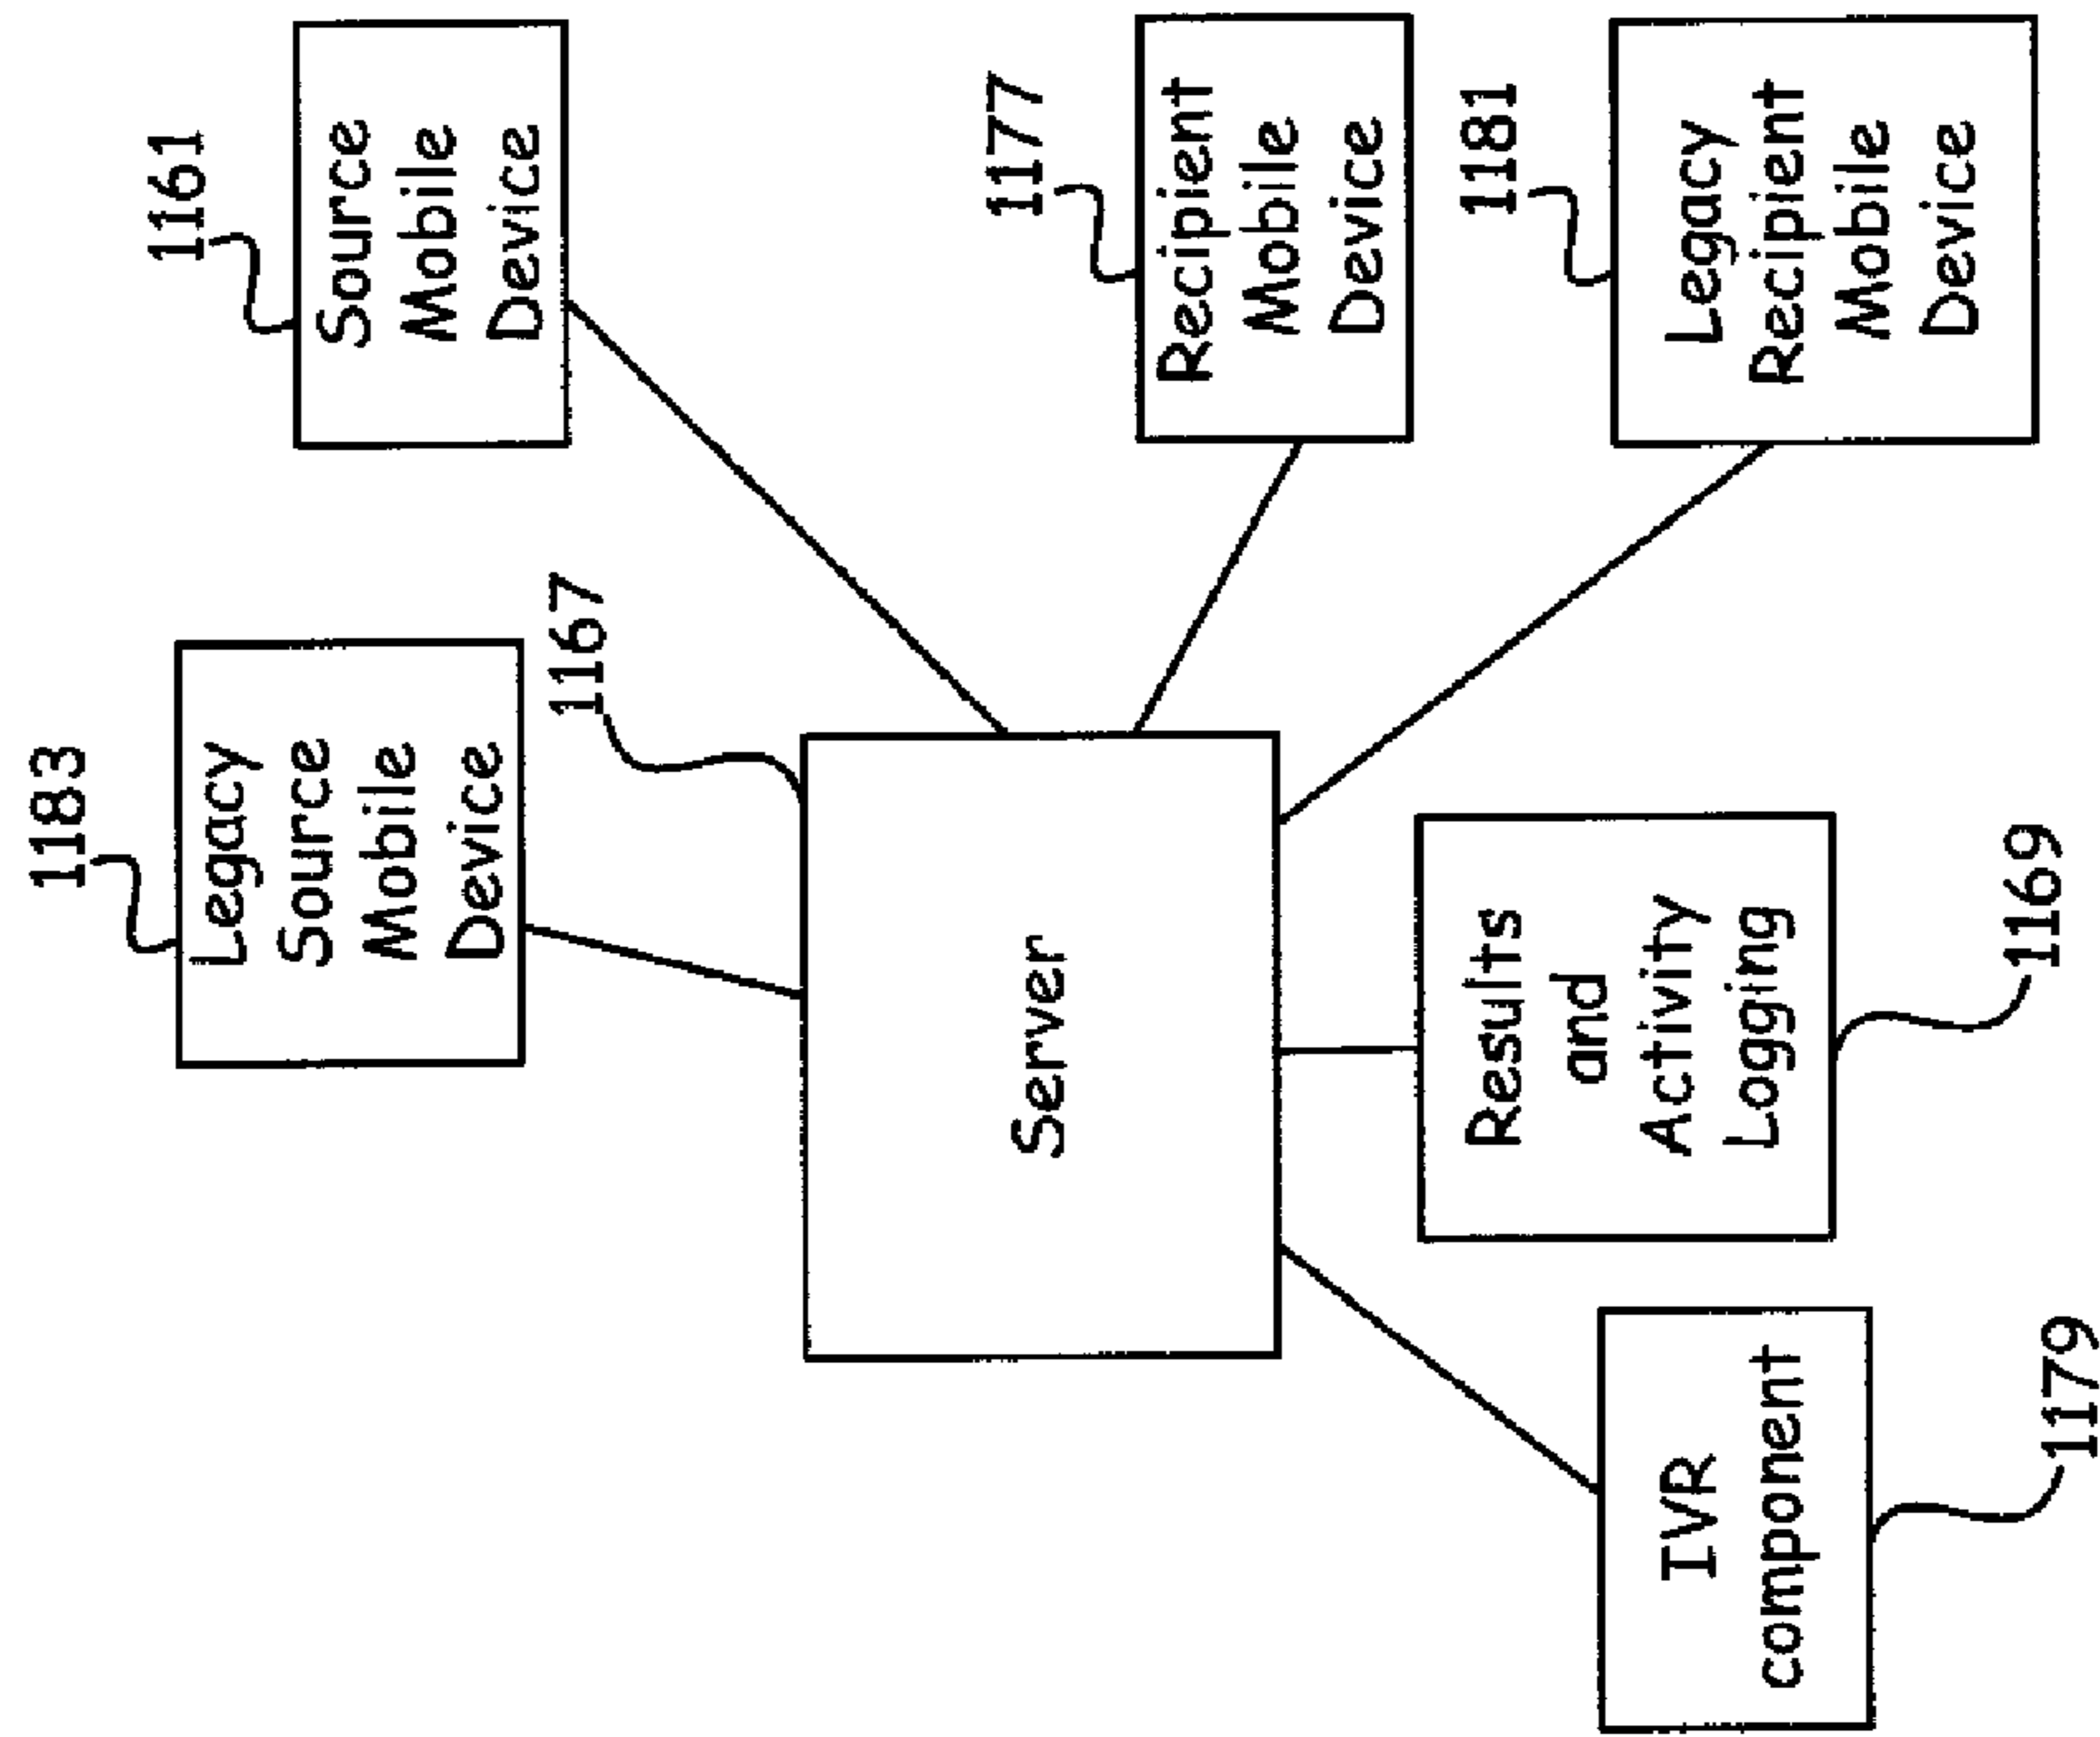 1183
Legacy
Source
Mobile
Device
1161
Source
Mobile
Device
1167
Server
1177
Recipient
Mobile
Device
1181
Legacy
Recipient
Mobile
Device
Results
and
Activity
Logging
1169
IVR
component
1179